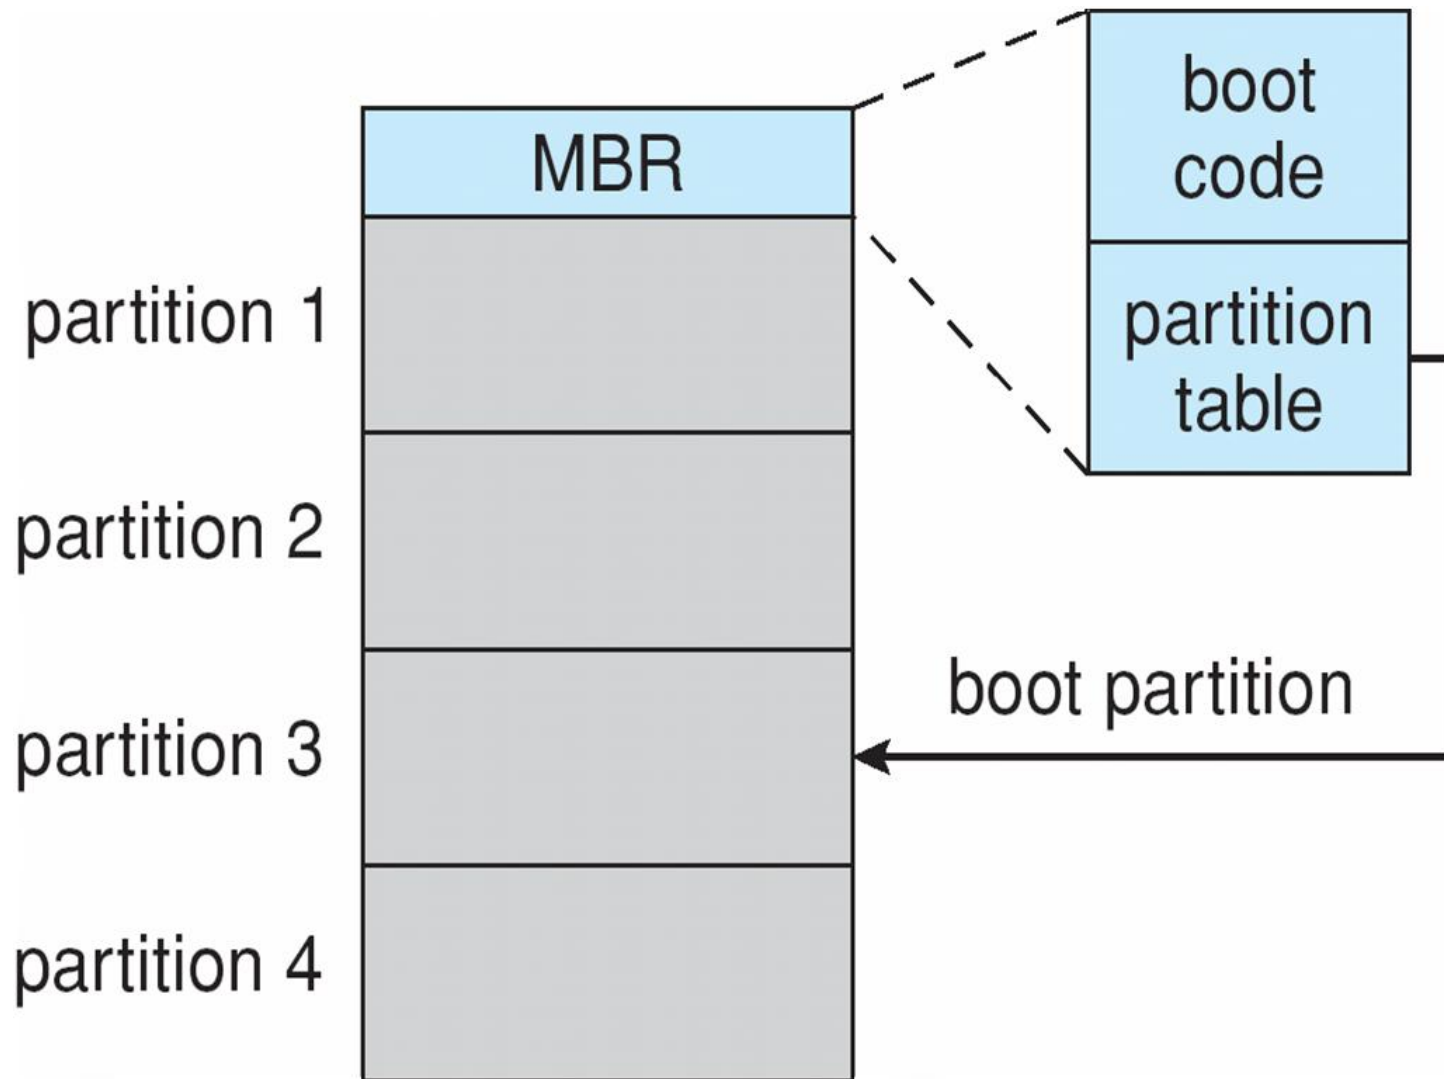 boot
code
MBR
partition 1
partition
table
partition 2
boot partition
partition 3
partition 4